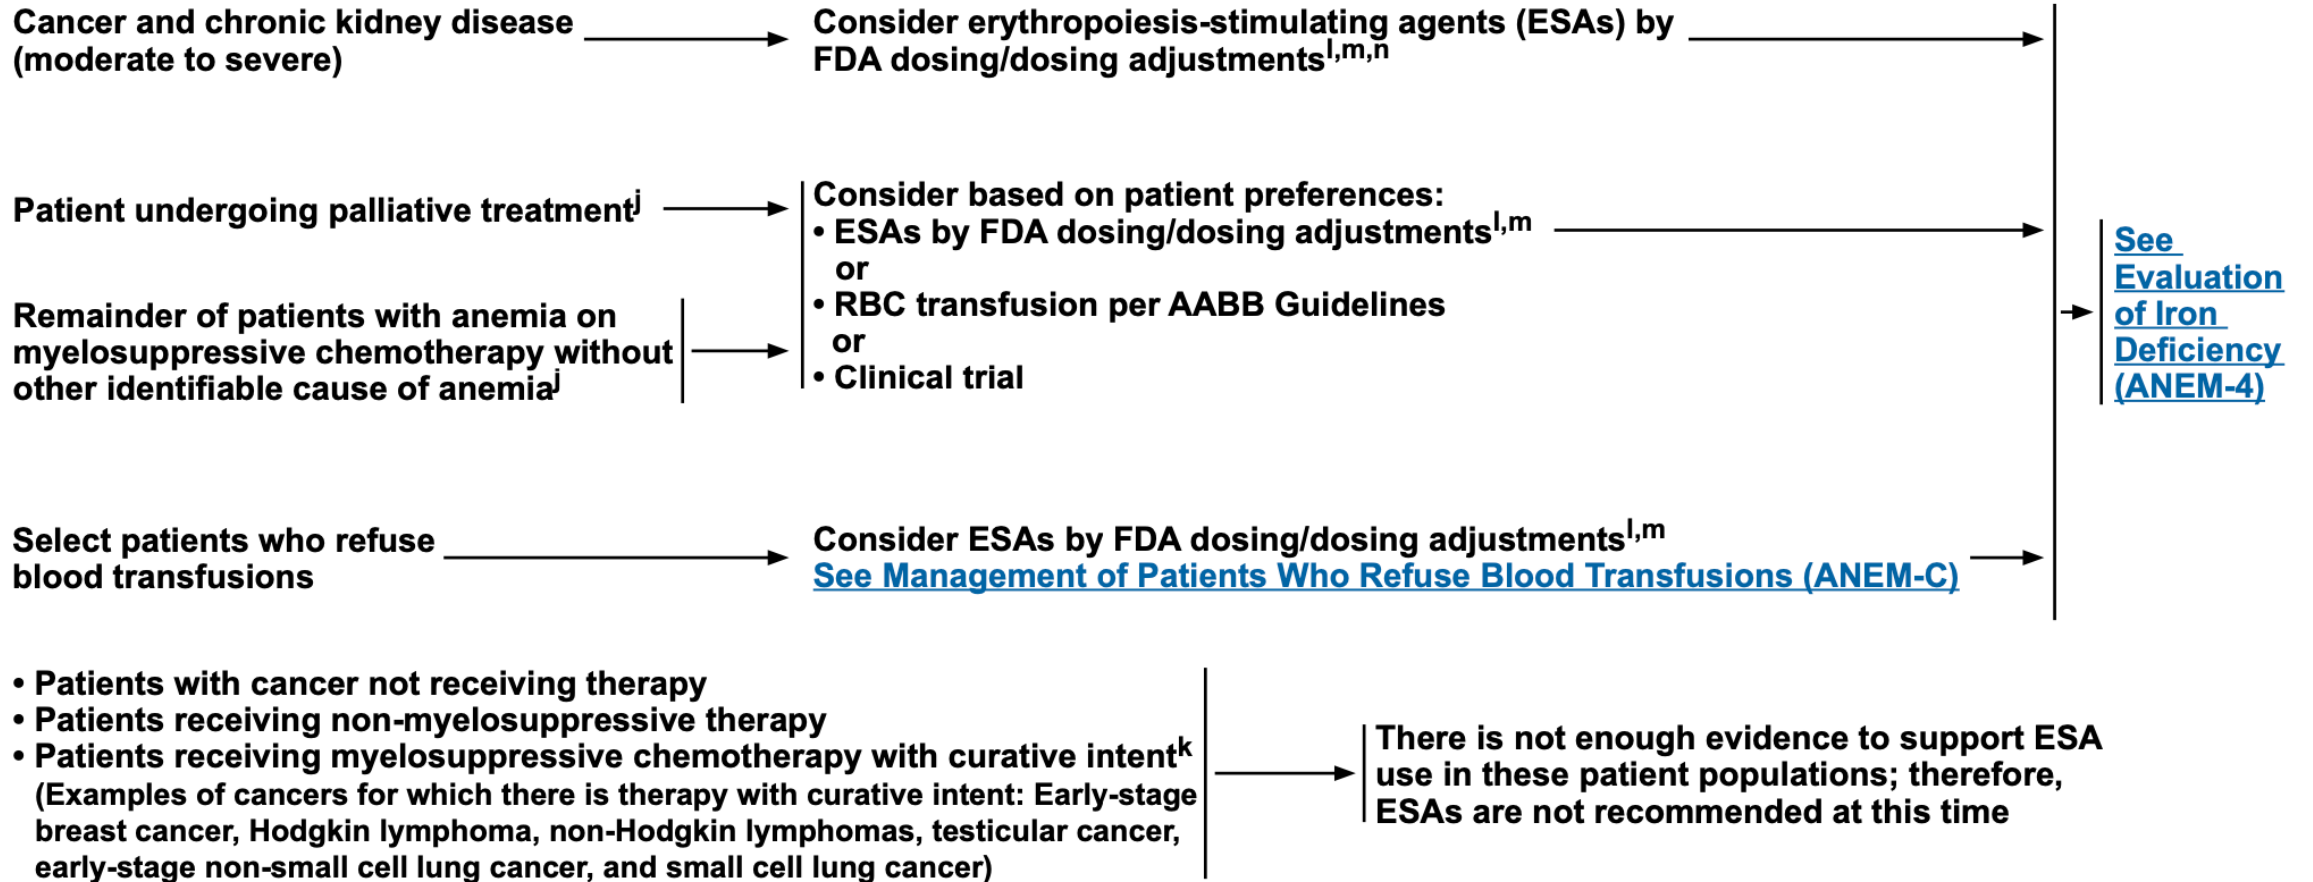 Cancer and chronic kidney disease
(moderate to severe)
Consider erythropoiesis-stimulating agents (ESAs) by
FDA dosing/dosing adjustmentsl,m,n
Patient undergoing palliative treatmentj
Remainder of patients with anemia on
myelosuppressive chemotherapy without
other identifiable cause of anemiaj
Consider based on patient preferences:
• ESAs by FDA dosing/dosing adjustmentsl,m
or
• RBC transfusion per AABB Guidelines
or
• Clinical trial
See
Evaluation
of Iron
Deficiency
(ANEM-4)
Select patients who refuse
blood transfusions
Consider ESAs by FDA dosing/dosing adjustmentsl,m
See Management of Patients Who Refuse Blood Transfusions (ANEM-C)
• Patients with cancer not receiving therapy
• Patients receiving non-myelosuppressive therapy
• Patients receiving myelosuppressive chemotherapy with curative intentk
(Examples of cancers for which there is therapy with curative intent: Early-stage
breast cancer, Hodgkin lymphoma, non-Hodgkin lymphomas, testicular cancer,
early-stage non-small cell lung cancer, and small cell lung cancer)
There is not enough evidence to support ESA
use in these patient populations; therefore,
ESAs are not recommended at this time